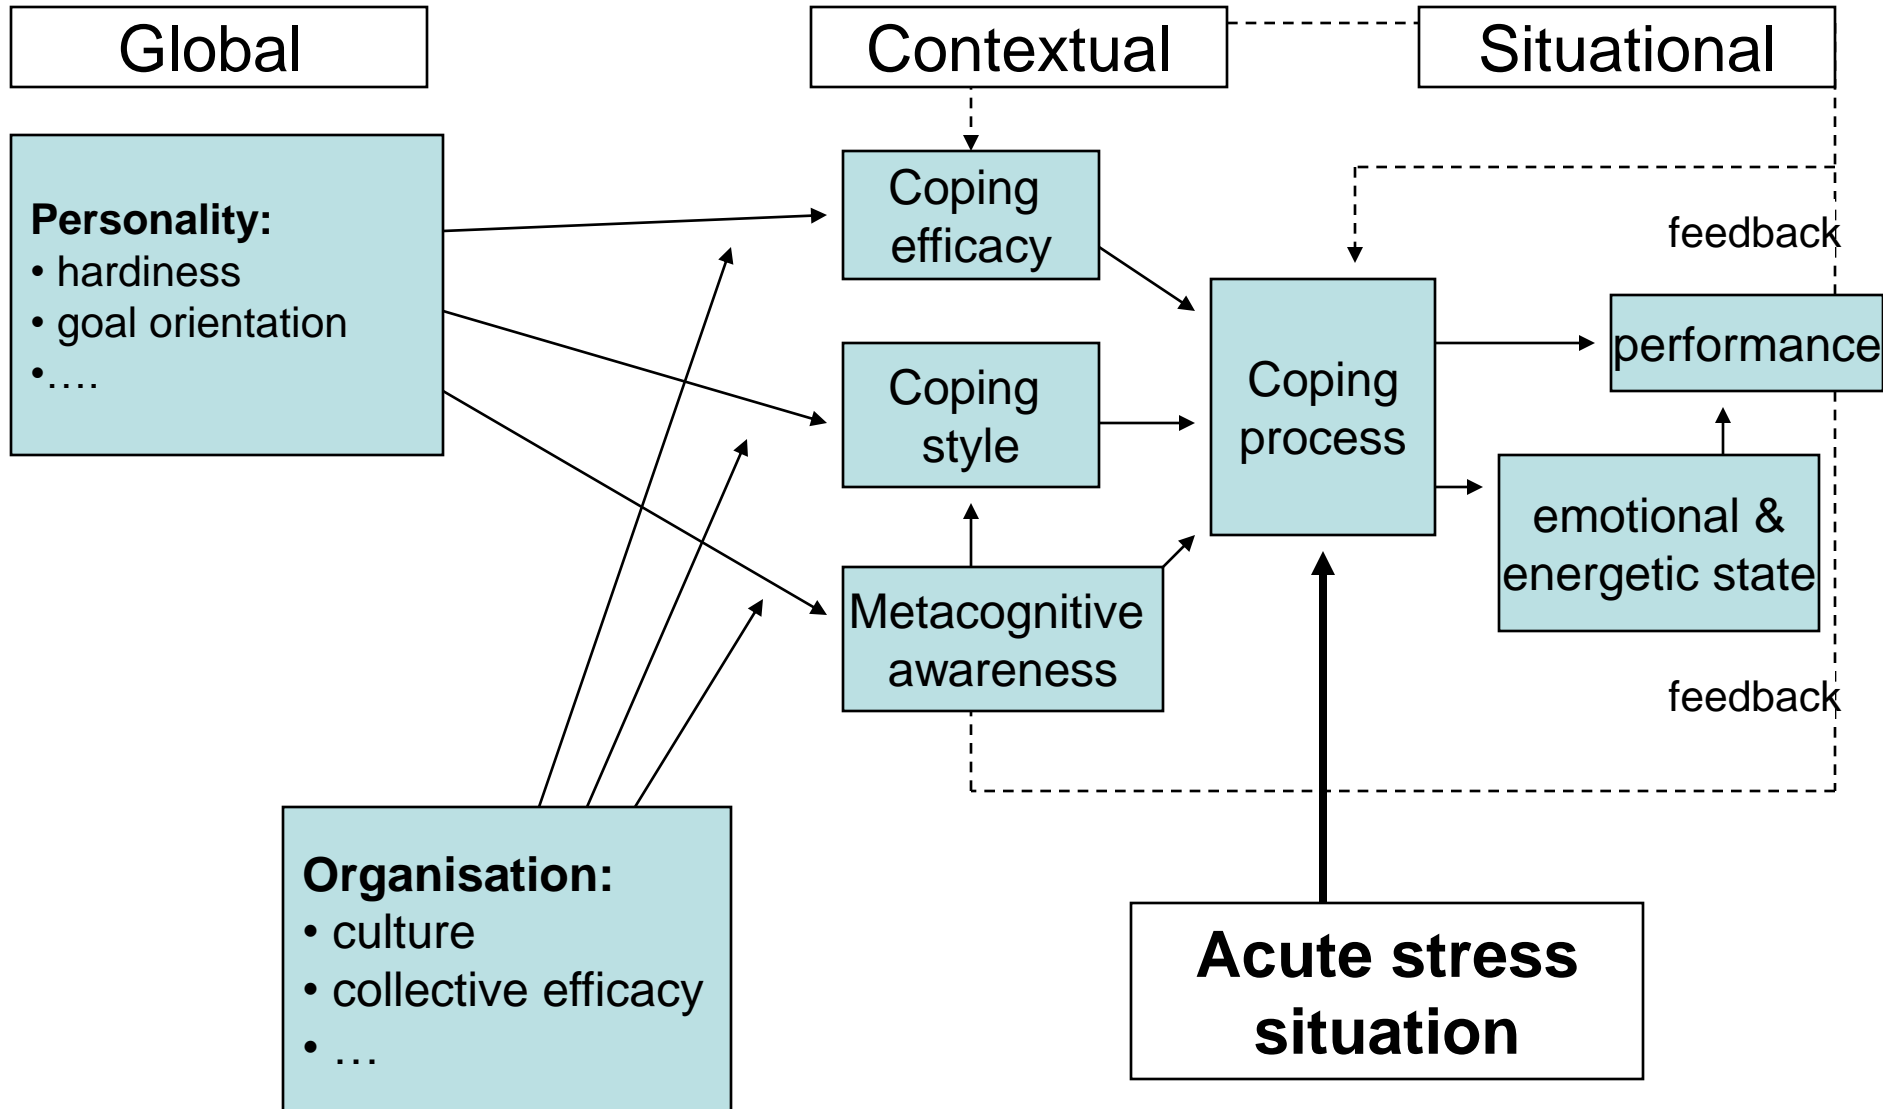 Global
Contextual
Situational
Personality:
• hardiness
• goal orientation
•….
Coping
efficacy
Coping
style
Metacognitive
awareness
Coping
process
feedback
performance
emotional &
energetic state
feedback
Organisation:
• culture
• collective efficacy
• …
Acute stress
situation